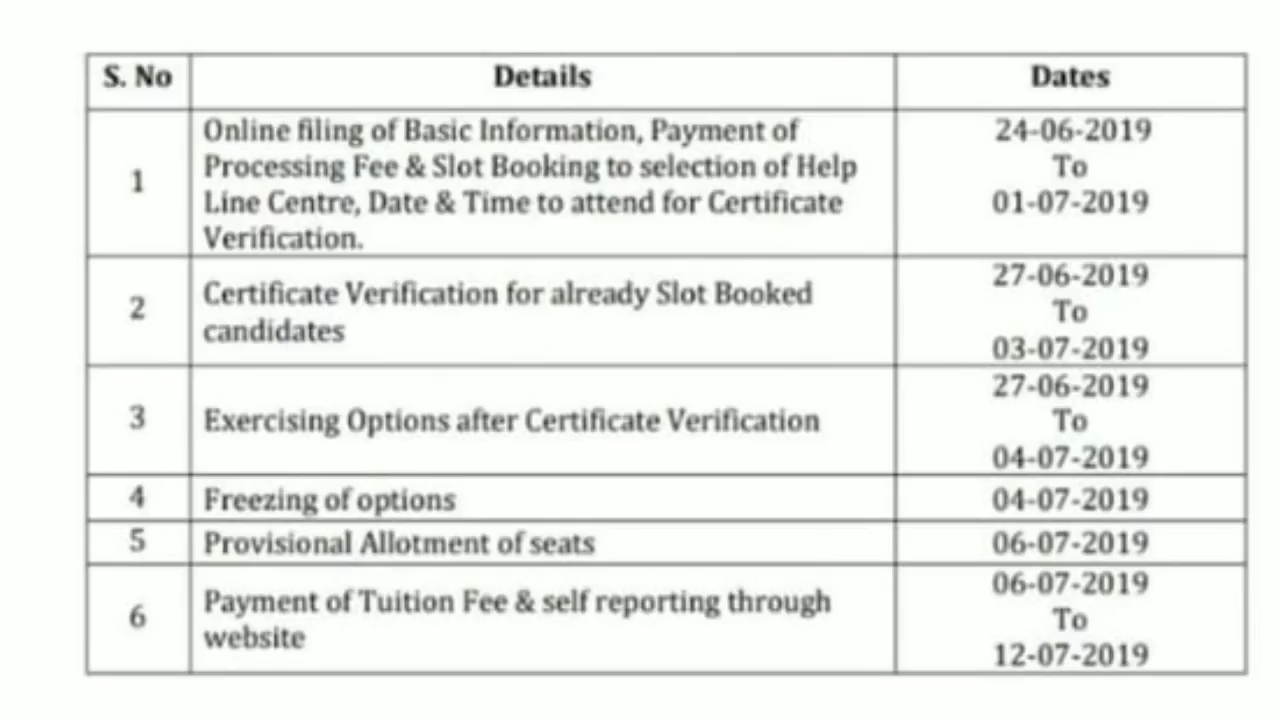 S. No Details Dates
1
Online filing of Basic Information, Payment of
Processing Fee & Slot Booking to selection of Help
Line Centre, Date & Time to attend for Certificate
Verification.
24-06-2019
To
01-07-2019
2
Certificate Verification for already Slot Booked
candidates
27-06-2019
To
03-07-2019
3
Exercising Options after Certificate Verification
27-06-2019
To
04-07-2019
4
Freezing of options
04-07-2019
5
Provisional Allotment of seats
06-07-2019
6
Payment of Tuition Fee & self reporting through
website
06-07-2019
To
12-07-2019